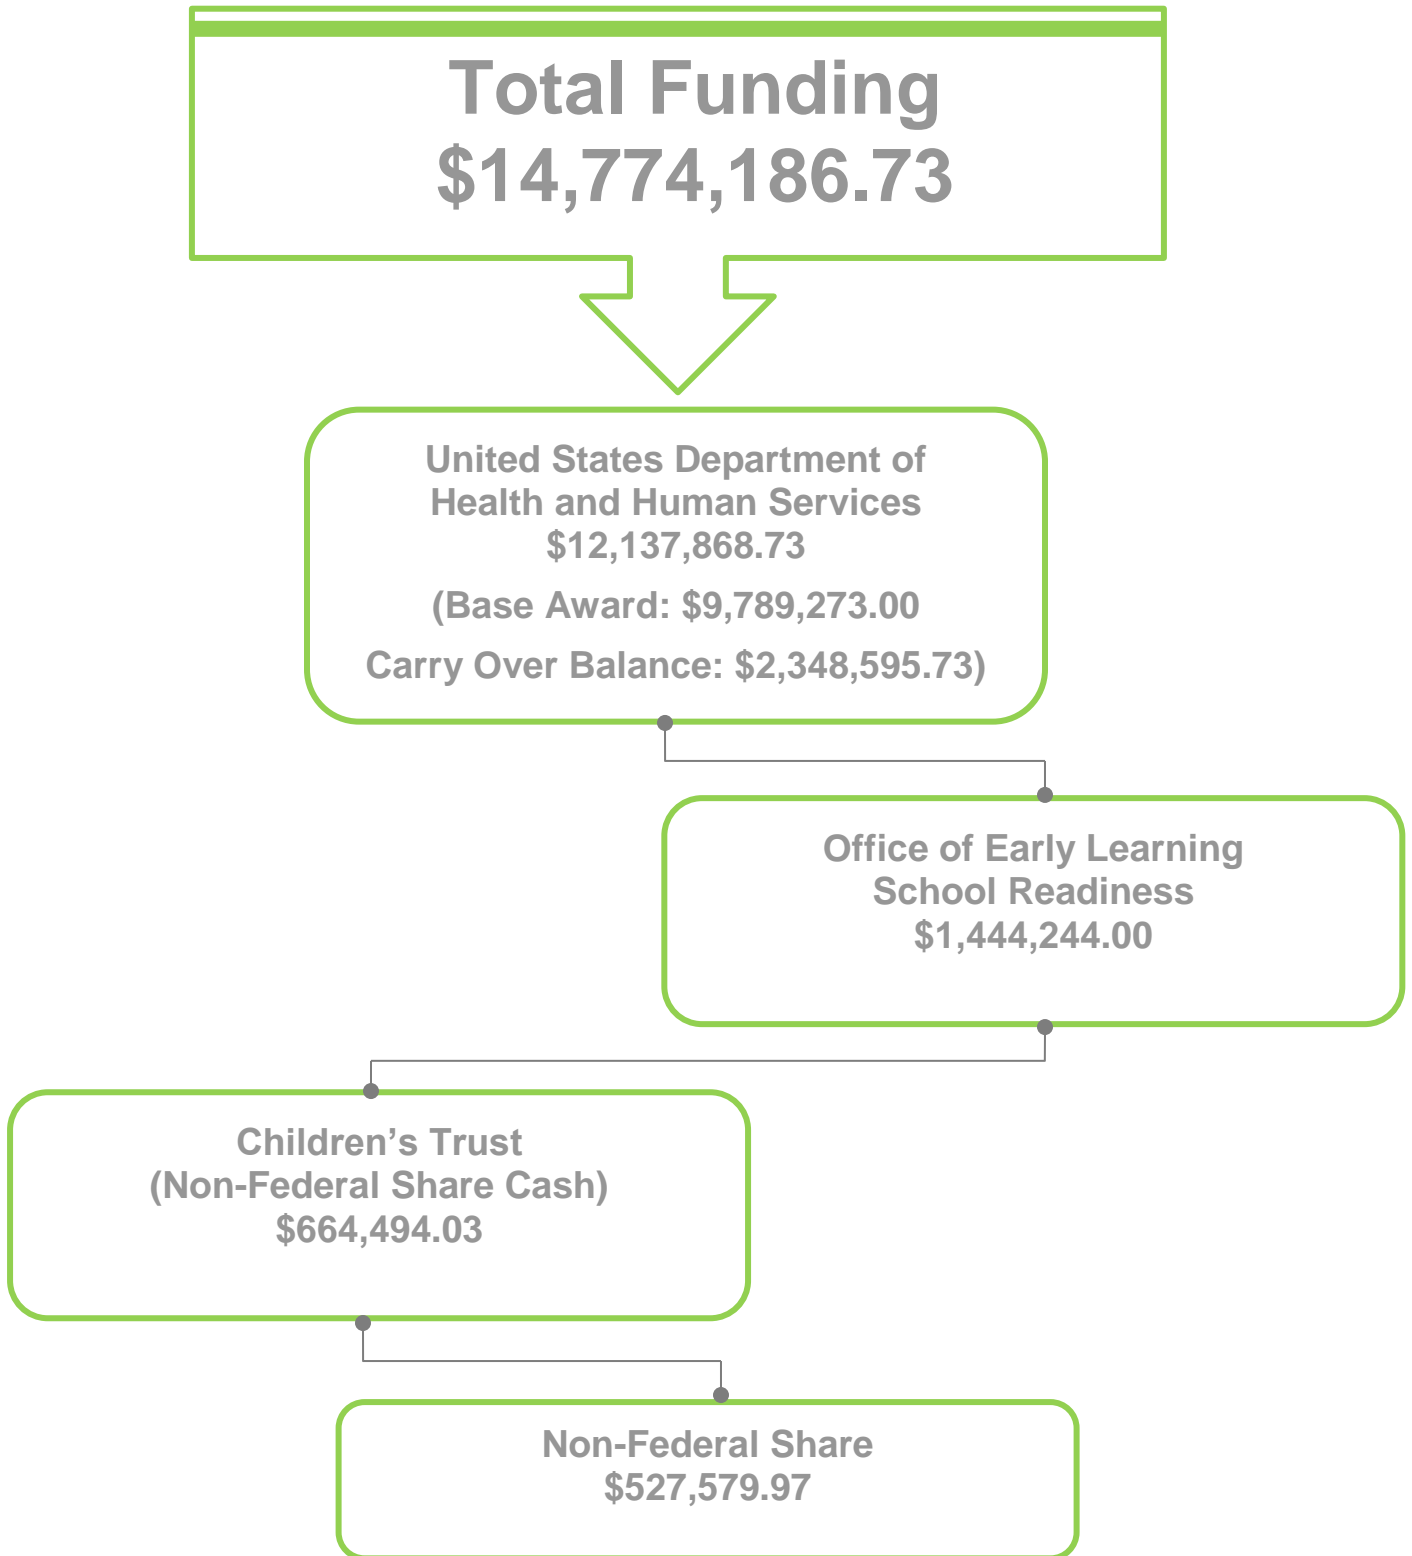 Total Funding
$14,774,186.73
United States Department of
Health and Human Services
$12,137,868.73
(Base Award: $9,789,273.00
Carry Over Balance: $2,348,595.73)
Office of Early Learning
School Readiness
$1,444,244.00
Children’s Trust
(Non-Federal Share Cash)
$664,494.03
Non-Federal Share
$527,579.97